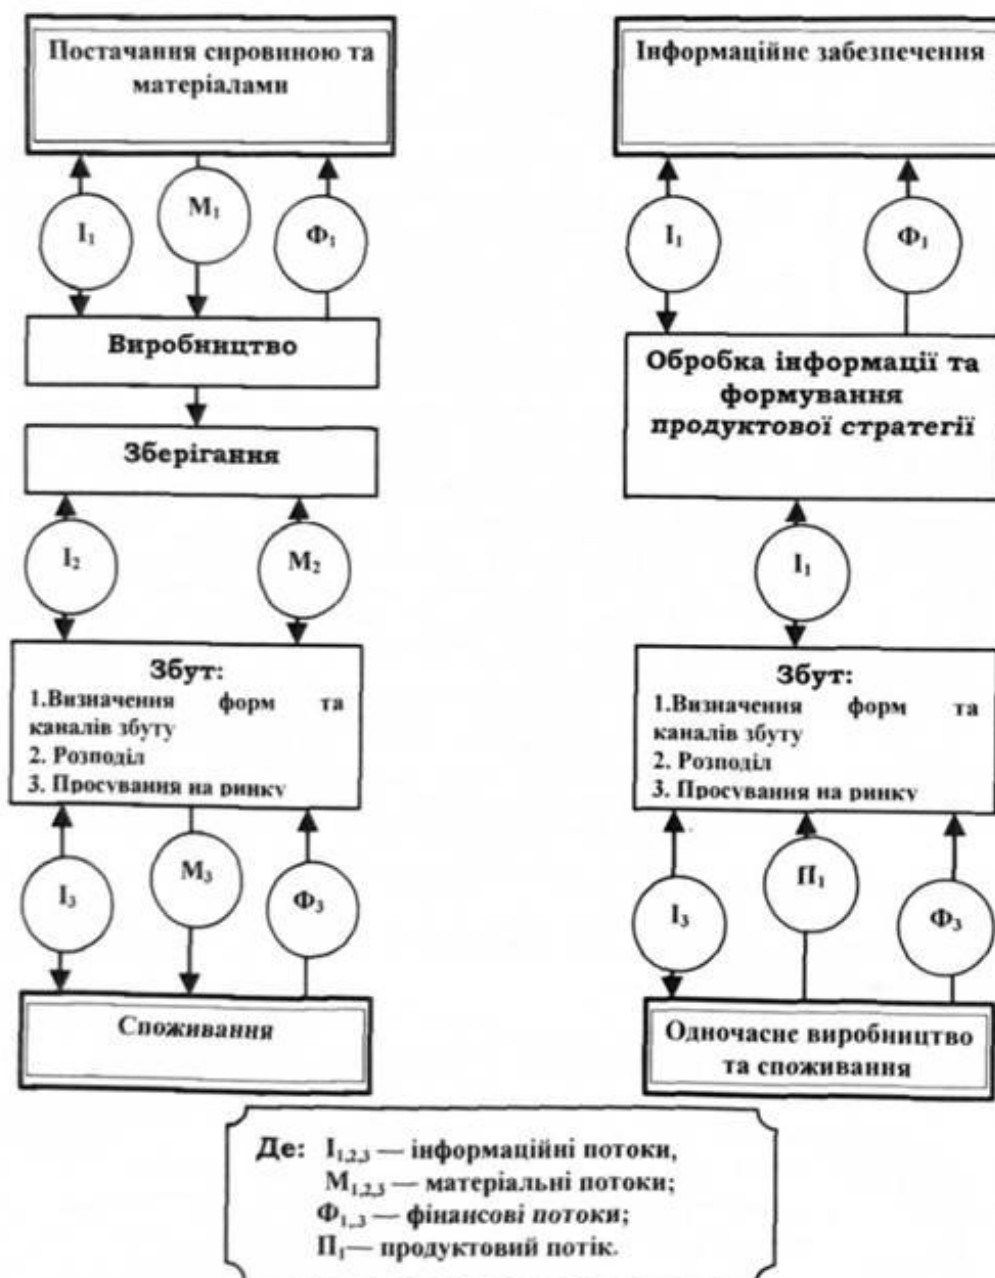 Постачання сировиною та
матеріалами
I₁
M₁
Ф₁
Виробництво
Зберігання
I₂
M₂
Збут:
1.Визначення форм та
каналів збуту
2. Розподіл
3. Просування на ринку
I₃
M₃
Ф₃
Споживання
Інформаційне забезпечення
I₁
Ф₁
Обробка інформації та
формування
продуктової стратегії
I₁
Збут:
1.Визначення форм та
каналів збуту
2. Розподіл
3. Просування на ринку
I₃
П₁
Ф₃
Одночасне виробництво
та споживання
Де: I₁,₂,₃ — інформаційні потоки,
M₁,₂,₃ — матеріальні потоки;
Ф₁,₃ — фінансові потоки;
П₁— продуктовий потік.